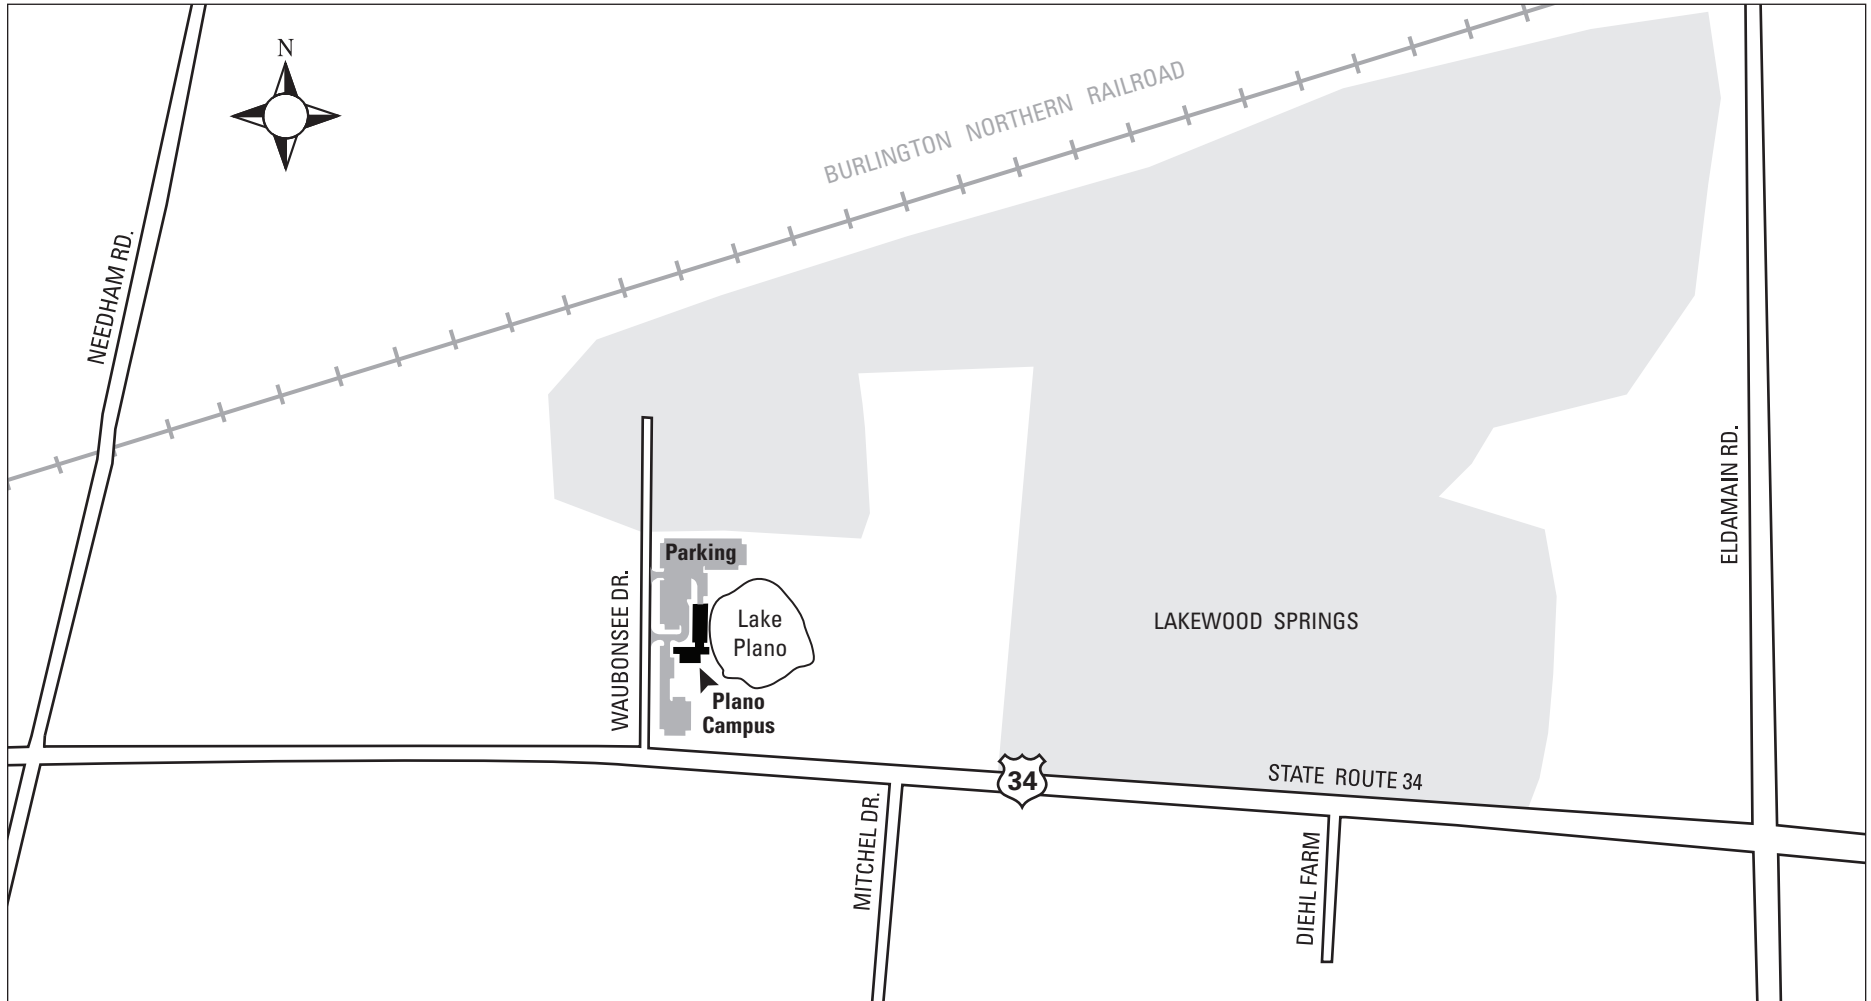 N
BURLINGTON NORTHERN RAILROAD
NEEDHAM RD.
ELDAMAIN RD.
Parking
WAUBONSEE DR.
Lake
Plano
LAKEWOOD SPRINGS
Plano
Campus
34
STATE ROUTE 34
MITCHEL DR.
DIEHL FARM